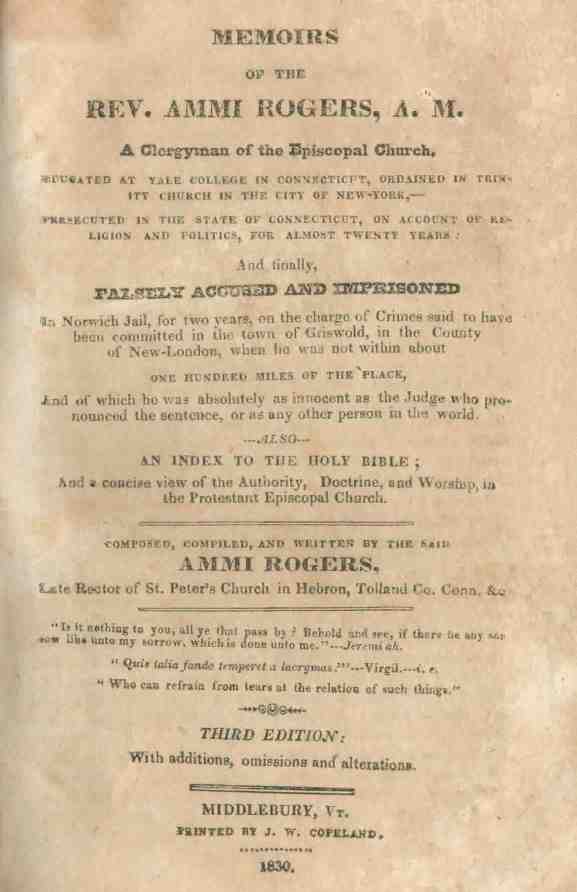 MEMOIRS
OF THE
REV. AMMI ROGERS, A. M.
A Clergyman of the Episcopal Church,
EDUCATED AT YALE COLLEGE IN CONNECTICUT, ORDAINED IN TRIN-
ITY CHURCH IN THE CITY OF NEW-YORK,—
PERSECUTED IN THE STATE OF CONNECTICUT, ON ACCOUNT OF RE-
LIGION AND POLITICS, FOR ALMOST TWENTY YEARS:
And finally,
FALSELY ACCUSED AND IMPRISONED
In Norwich Jail, for two years, on the charge of Crimes said to have
been committed in the town of Griswold, in the County
of New-London, when he was not within about
ONE HUNDRED MILES OF THE PLACE,
And of which he was absolutely as innocent as the Judge who pro-
nounced the sentence, or as any other person in the world.
---ALSO---
AN INDEX TO THE HOLY BIBLE;
And a concise view of the Authority, Doctrine, and Worship, in
the Protestant Episcopal Church.
COMPOSED, COMPILED, AND WRITTEN BY THE SAID
AMMI ROGERS,
Late Rector of St. Peter's Church in Hebron, Tolland Co. Conn. &c
"Is it nothing to you, all ye that pass by? Behold and see, if there be any sor-
row like unto my sorrow, which is done unto me."---Jeremiah.
"Quis talia fando temperet a lacrymas?"---Virgil.---i. e.
"Who can refrain from tears at the relation of such things."
THIRD EDITION:
With additions, omissions and alterations.
MIDDLEBURY, VT.
PRINTED BY J. W. COPELAND.
1830.